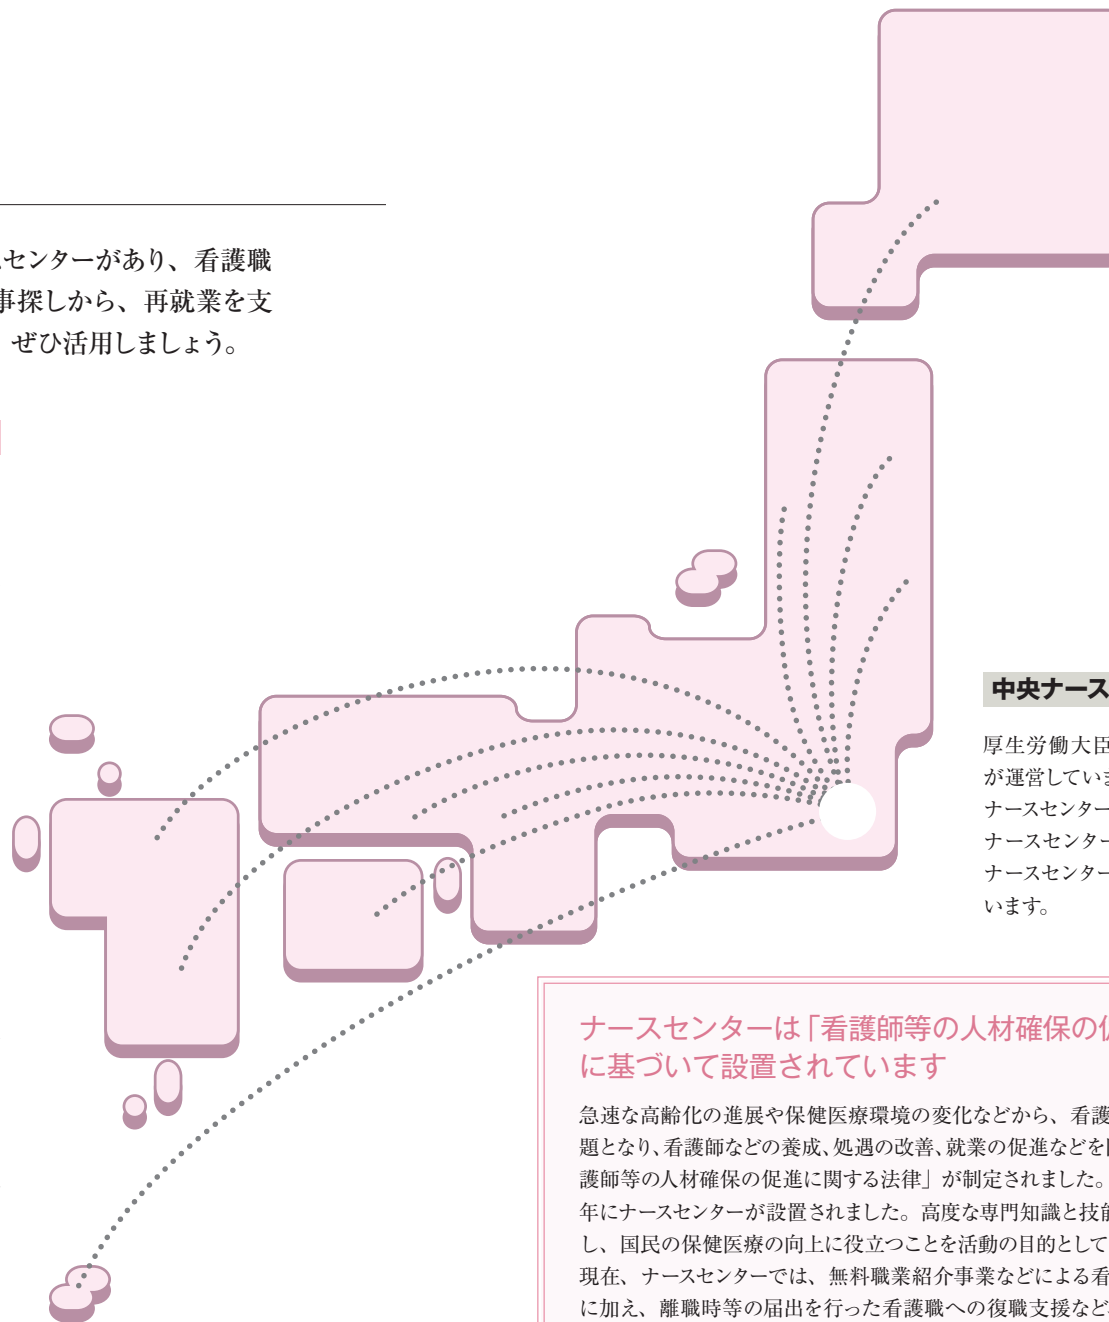 スセンターがあり、看護職
事探しから、再就業を支
ぜひ活用しましょう。
中央ナース
厚生労働大臣
が運営していま
ナースセンター
ナースセンター
ナースセンター
います。
ナースセンターは「看護師等の人材確保の促
に基づいて設置されています
急速な高齢化の進展や保健医療環境の変化などから、看護
題となり、看護師などの養成、処遇の改善、就業の促進などを
護師等の人材確保の促進に関する法律」が制定されました。
年にナースセンターが設置されました。高度な専門知識と技能
し、国民の保健医療の向上に役立つことを活動の目的として
現在、ナースセンターでは、無料職業紹介事業などによる看
に加え、離職時等の届出を行った看護職への復職支援など